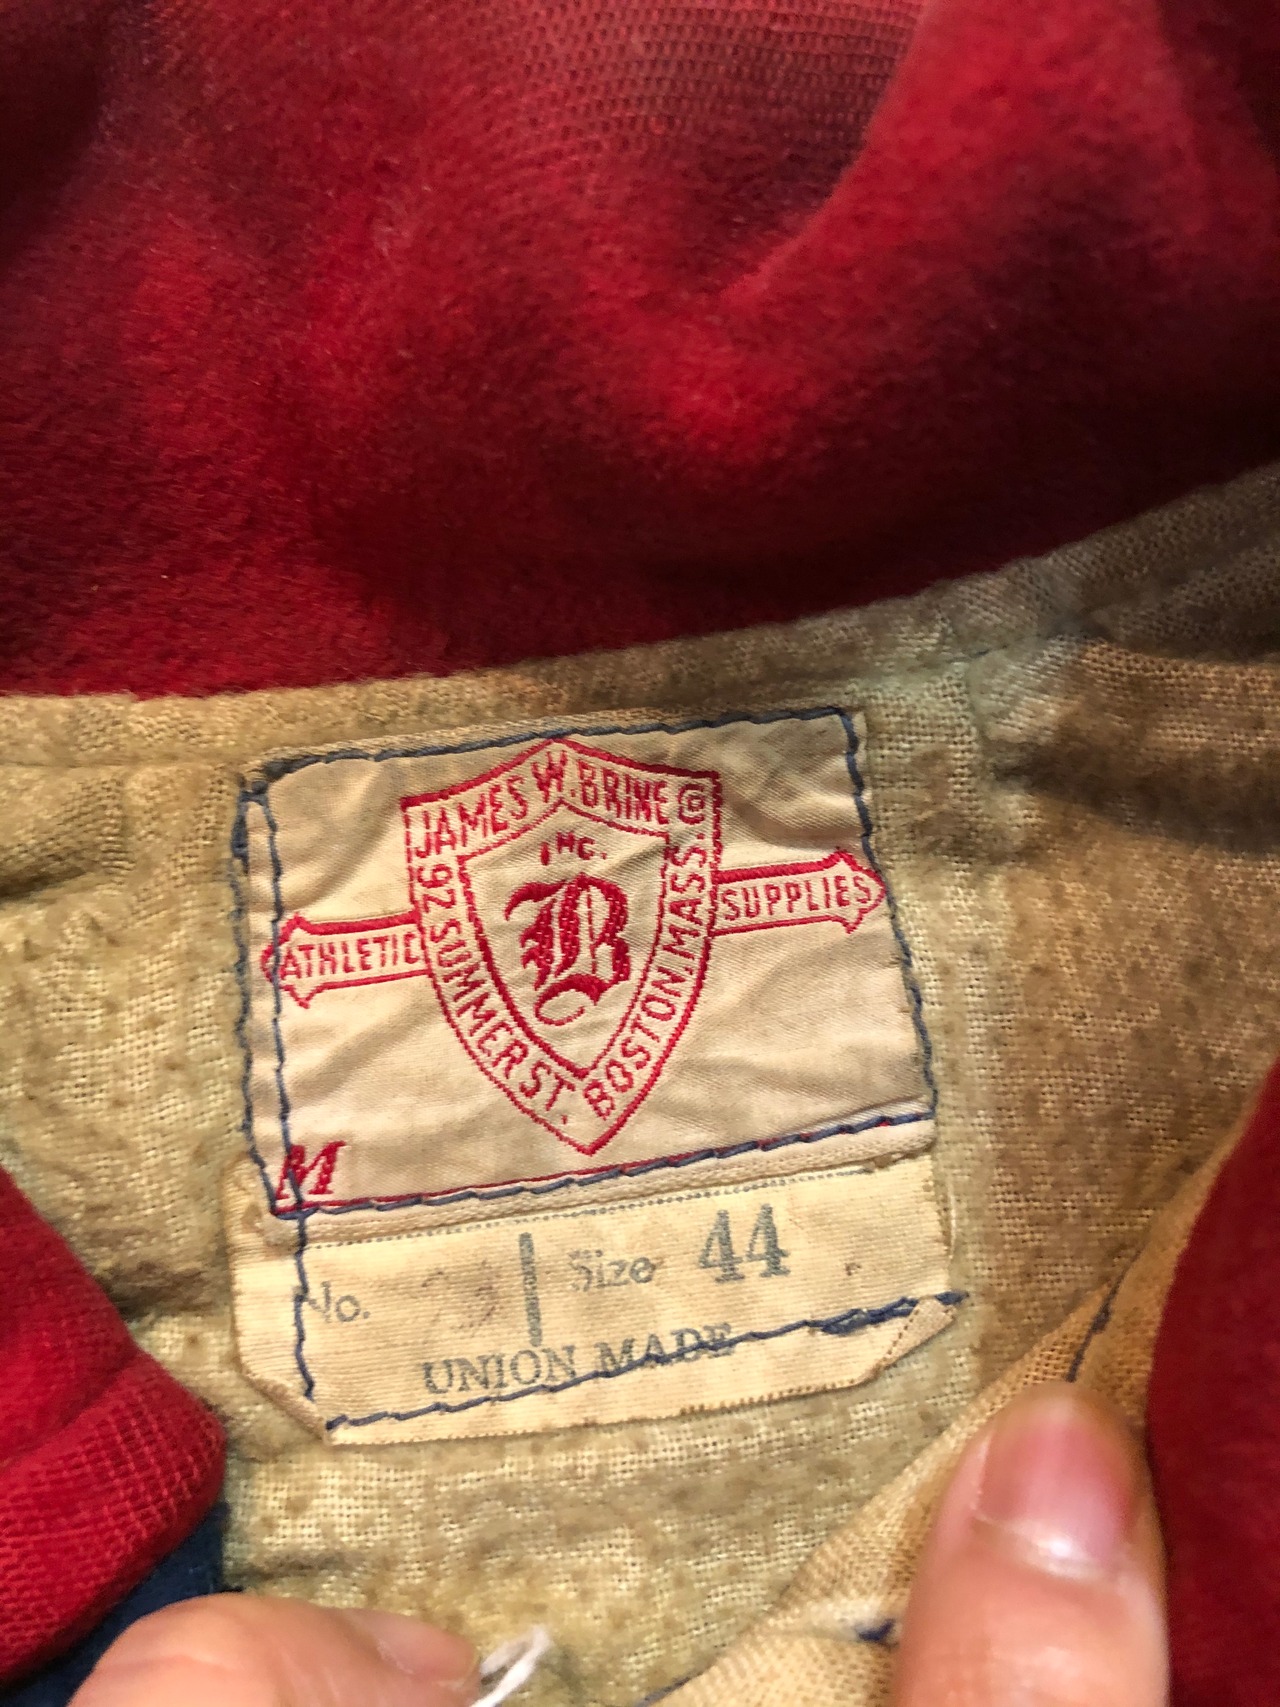 JAMES W. BRINE Co
INC.
B
92 SUMMER ST. BOSTON, MASS.
ATHLETIC SUPPLIES
M
No. Size 44
UNION MADE